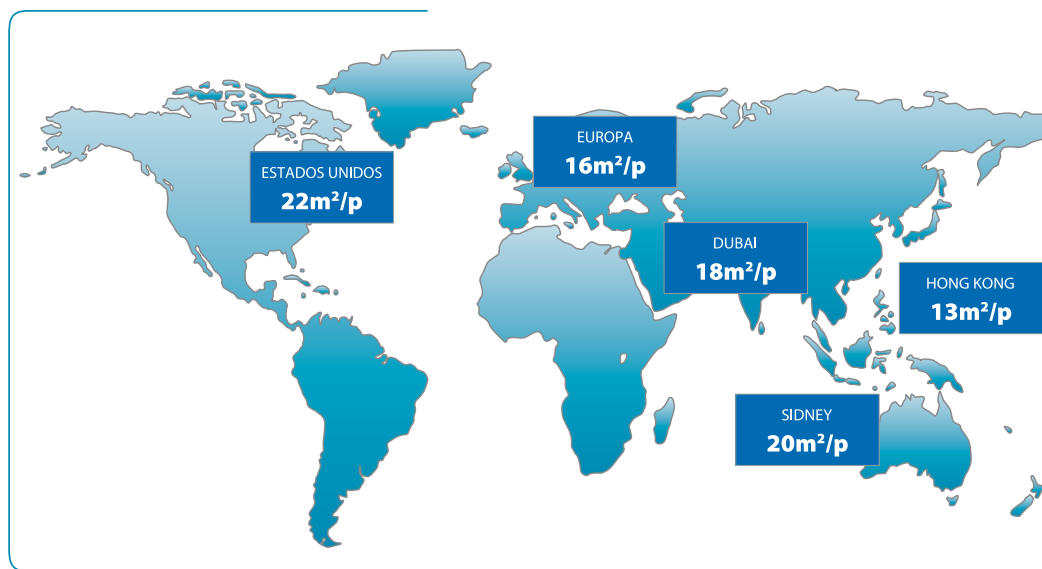 EUROPA
16m²/p
ESTADOS UNIDOS
22m²/p
DUBAI
18m²/p
HONG KONG
13m²/p
SIDNEY
20m²/p